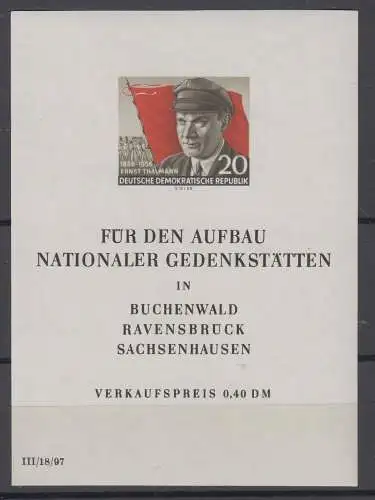 20
1886-1956
ERNST THÄLMANN
DEUTSCHE DEMOKRATISCHE REPUBLIK
FÜR DEN AUFBAU
NATIONALER GEDENKSTÄTTEN
IN
BUCHENWALD
RAVENSBRÜCK
SACHSENHAUSEN
VERKAUFSPREIS 0,40 DM
III/18/97